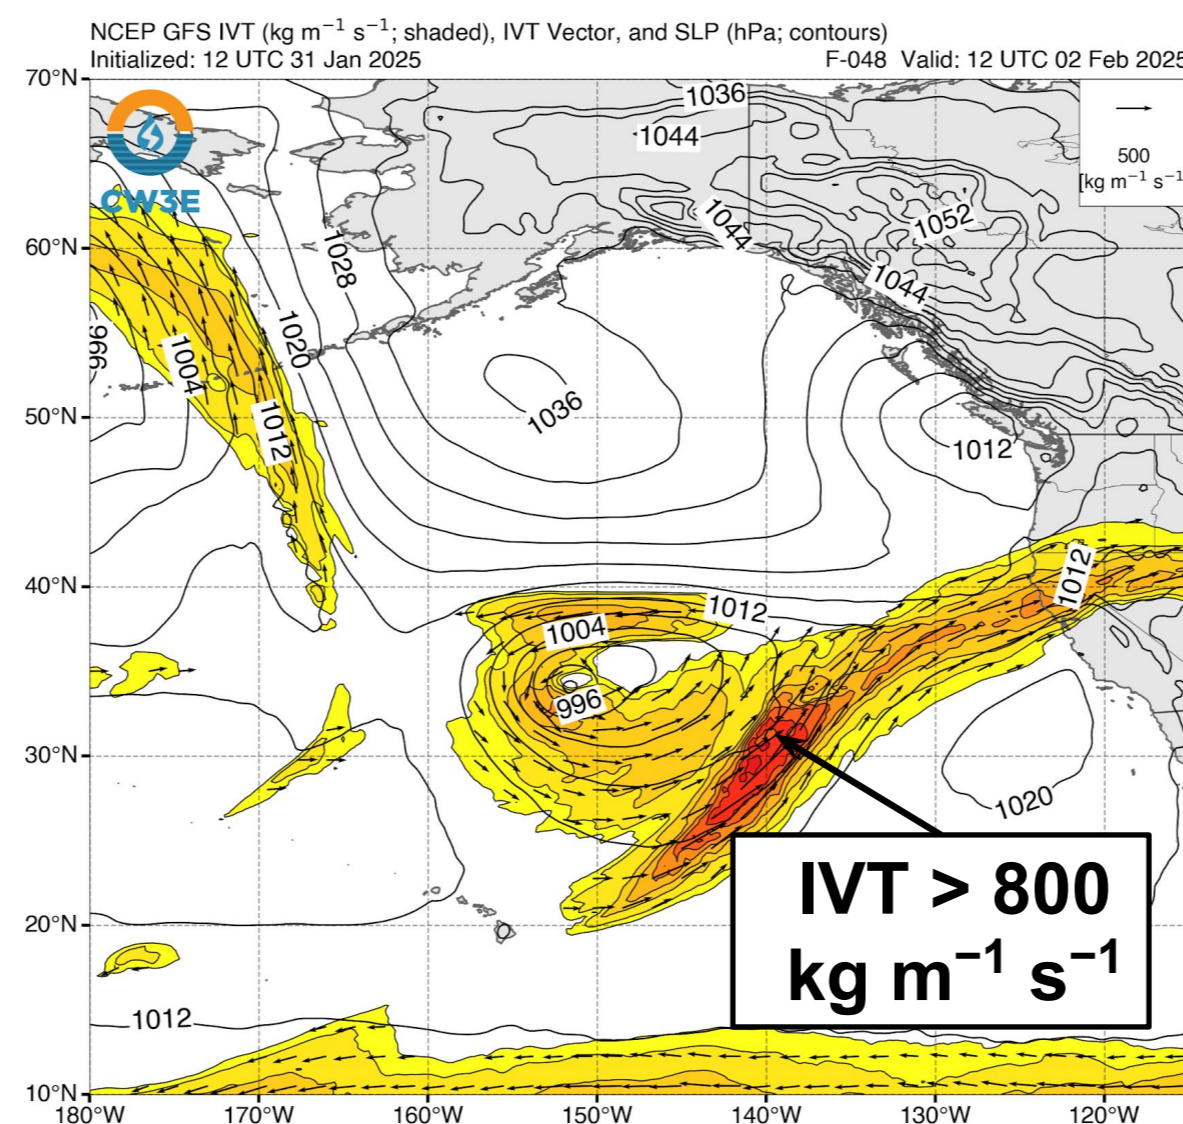 NCEP GFS IVT (kg m⁻¹ s⁻¹; shaded), IVT Vector, and SLP (hPa; contours)
Initialized: 12 UTC 31 Jan 2025
F-048 Valid: 12 UTC 02 Feb 2025
70°N
60°N
50°N
40°N
30°N
20°N
10°N
CW3E
500
[kg m⁻¹ s⁻¹
1036
1044
1044
1052
1044
1028
1020
996
1004
1012
1036
1012
1012
1012
1004
996
1020
1012
IVT > 800
kg m⁻¹ s⁻¹
180°W
170°W
160°W
150°W
140°W
130°W
120°W